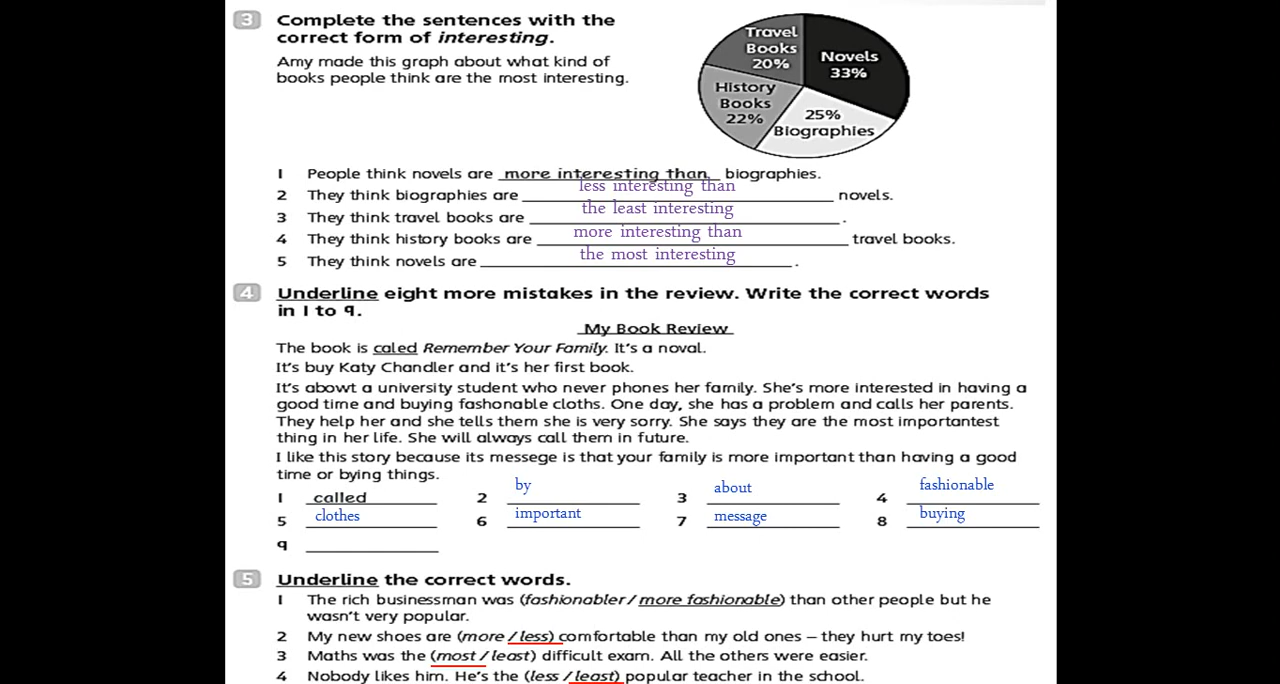 3 Complete the sentences with the
correct form of interesting.
Amy made this graph about what kind of
books people think are the most interesting.
Travel
Books
20%
Novels
33%
History
Books
22%
25%
Biographies
1 People think novels are more interesting than biographies.
2 They think biographies are less interesting than novels.
3 They think travel books are the least interesting.
4 They think history books are more interesting than travel books.
5 They think novels are the most interesting.
4 Underline eight more mistakes in the review. Write the correct words
in 1 to 9.
My Book Review
The book is caled Remember Your Family. It's a noval.
It's buy Katy Chandler and it's her first book.
It's abowt a university student who never phones her family. She's more interested in having a
good time and buying fashonable cloths. One day, she has a problem and calls her parents.
They help her and she tells them she is very sorry. She says they are the most importantest
thing in her life. She will always call them in future.
I like this story because its messege is that your family is more important than having a good
time or bying things.
1 called 2 by 3 about 4 fashionable
5 clothes 6 important 7 message 8 buying
9
5 Underline the correct words.
1 The rich businessman was (fashionabler / more fashionable) than other people but he
wasn't very popular.
2 My new shoes are (more / less) comfortable than my old ones – they hurt my toes!
3 Maths was the (most / least) difficult exam. All the others were easier.
4 Nobody likes him. He's the (less / least) popular teacher in the school.